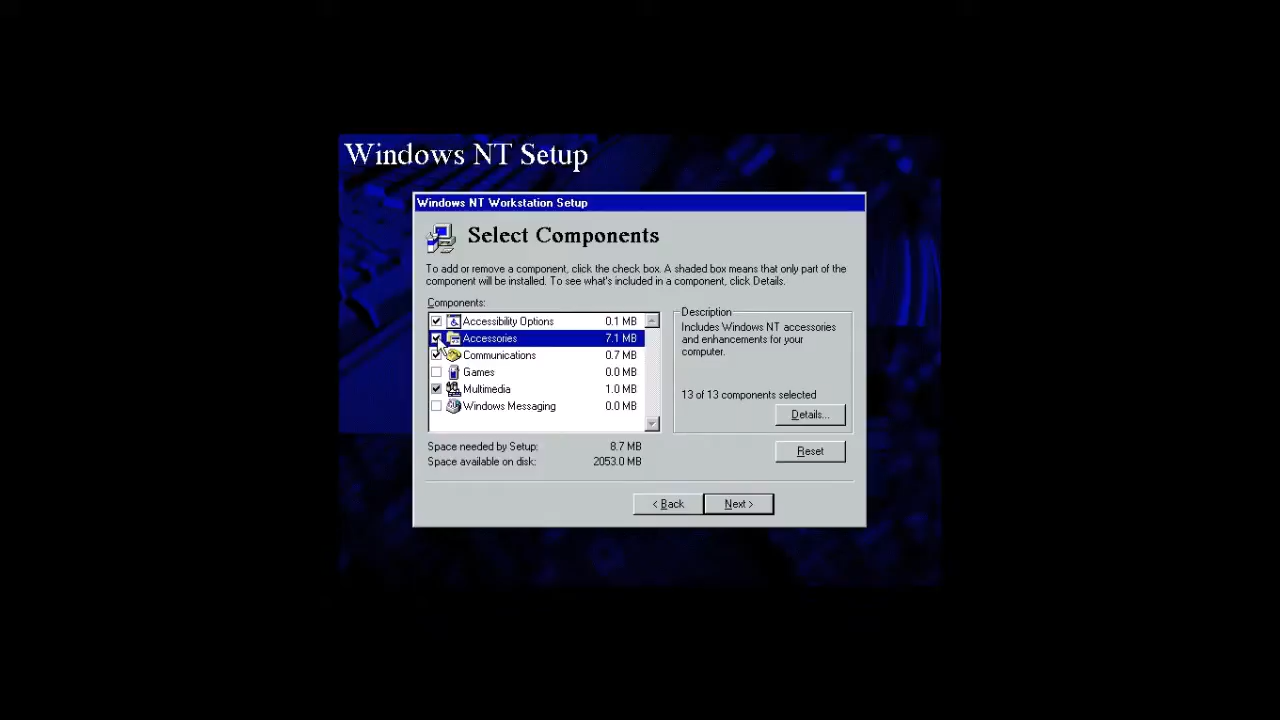 Windows NT Setup
Windows NT Workstation Setup
Select Components
To add or remove a component, click the check box. A shaded box means that only part of the
component will be installed. To see what's included in a component, click Details.
Components:
Accessibility Options 0.1 MB
Accessories 7.1 MB
Communications 0.7 MB
Games 0.0 MB
Multimedia 1.0 MB
Windows Messaging 0.0 MB
Description
Includes Windows NT accessories
and enhancements for your
computer.
13 of 13 components selected
Details...
Space needed by Setup: 8.7 MB
Space available on disk: 2053.0 MB
Reset
< Back
Next >